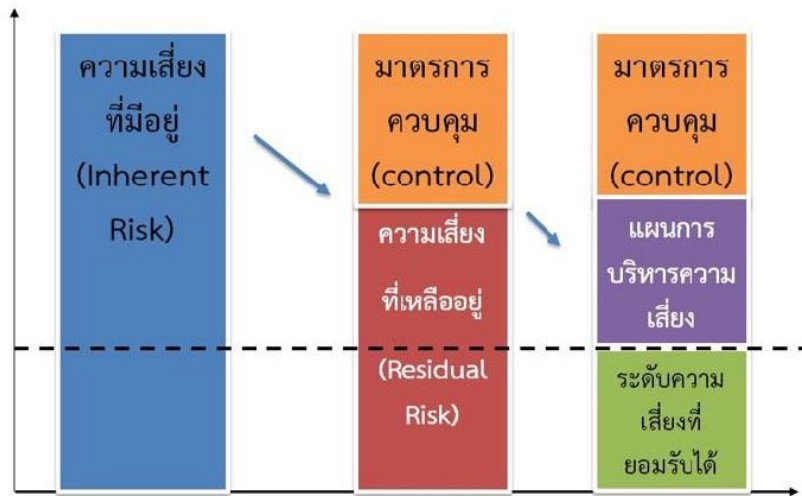 ความเสี่ยง
ที่มีอยู่
(Inherent
Risk)
มาตรการ
ควบคุม
(control)
ความเสี่ยง
ที่เหลืออยู่
(Residual
Risk)
มาตรการ
ควบคุม
(control)
แผนการ
บริหารความ
เสี่ยง
ระดับความ
เสี่ยงที่
ยอมรับได้